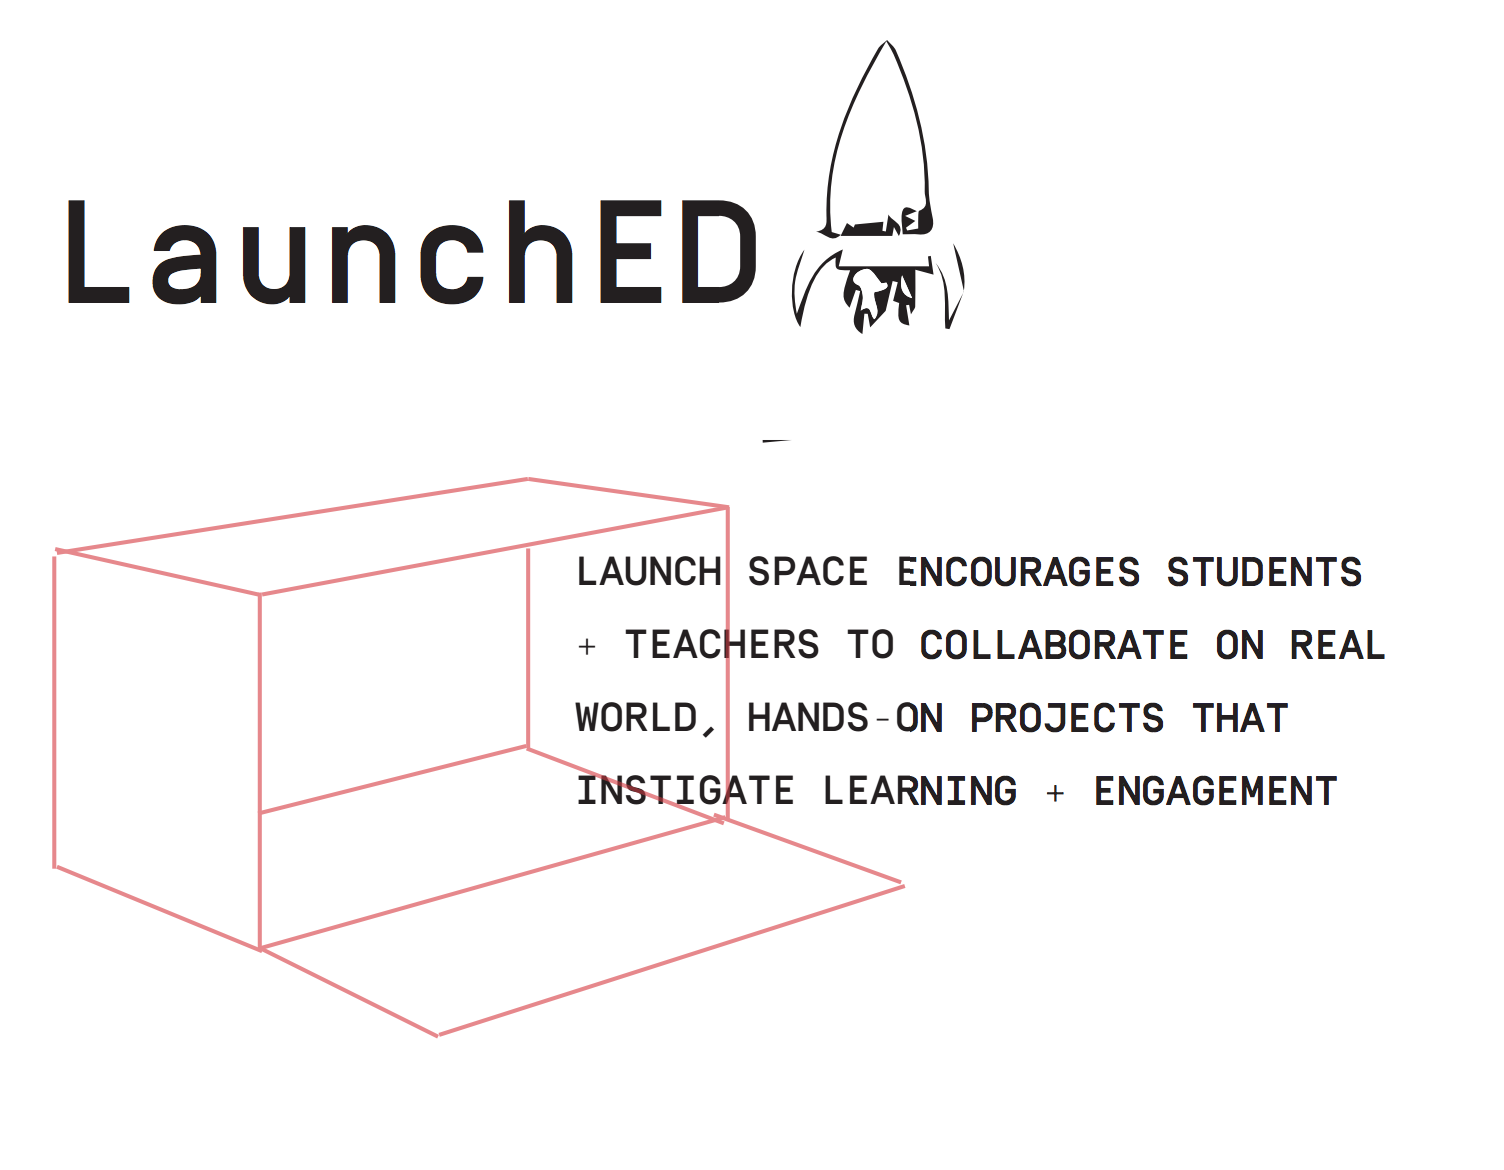 LaunchED
LAUNCH SPACE ENCOURAGES STUDENTS
+ TEACHERS TO COLLABORATE ON REAL
WORLD, HANDS-ON PROJECTS THAT
INSTIGATE LEARNING + ENGAGEMENT